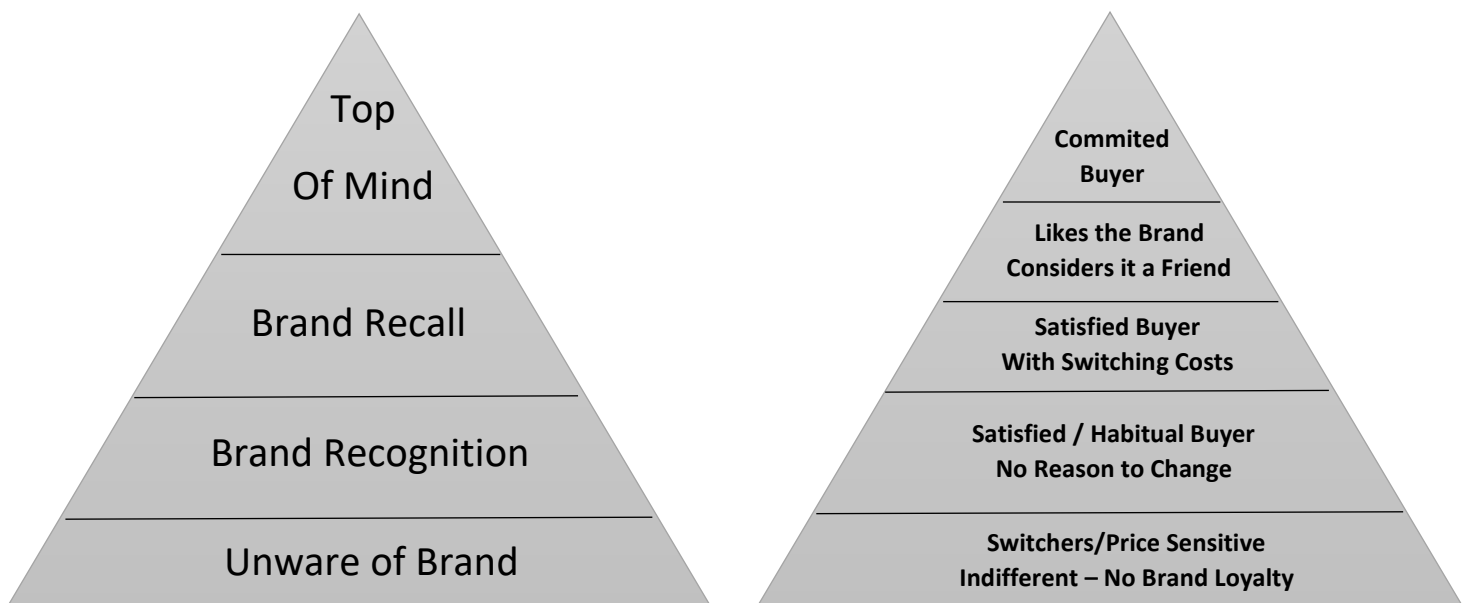 Top
Of Mind
Brand Recall
Brand Recognition
Unware of Brand
Commited
Buyer
Likes the Brand
Considers it a Friend
Satisfied Buyer
With Switching Costs
Satisfied / Habitual Buyer
No Reason to Change
Switchers/Price Sensitive
Indifferent – No Brand Loyalty